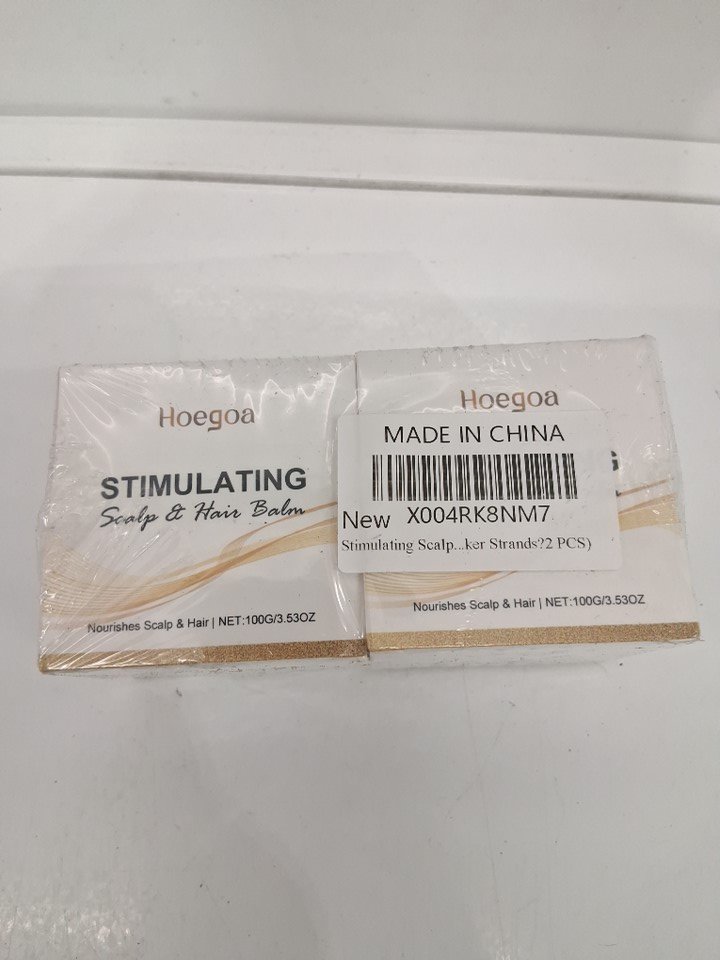 Hoegoa
STIMULATING
Scalp & Hair Balm
Nourishes Scalp & Hair | NET:100G/3.53OZ
Hoegoa
MADE IN CHINA
New X004RK8NM7
Stimulating Scalp...ker Strands?2 PCS)
G
Nourishes Scalp & Hair | NET:100G/3.53OZ